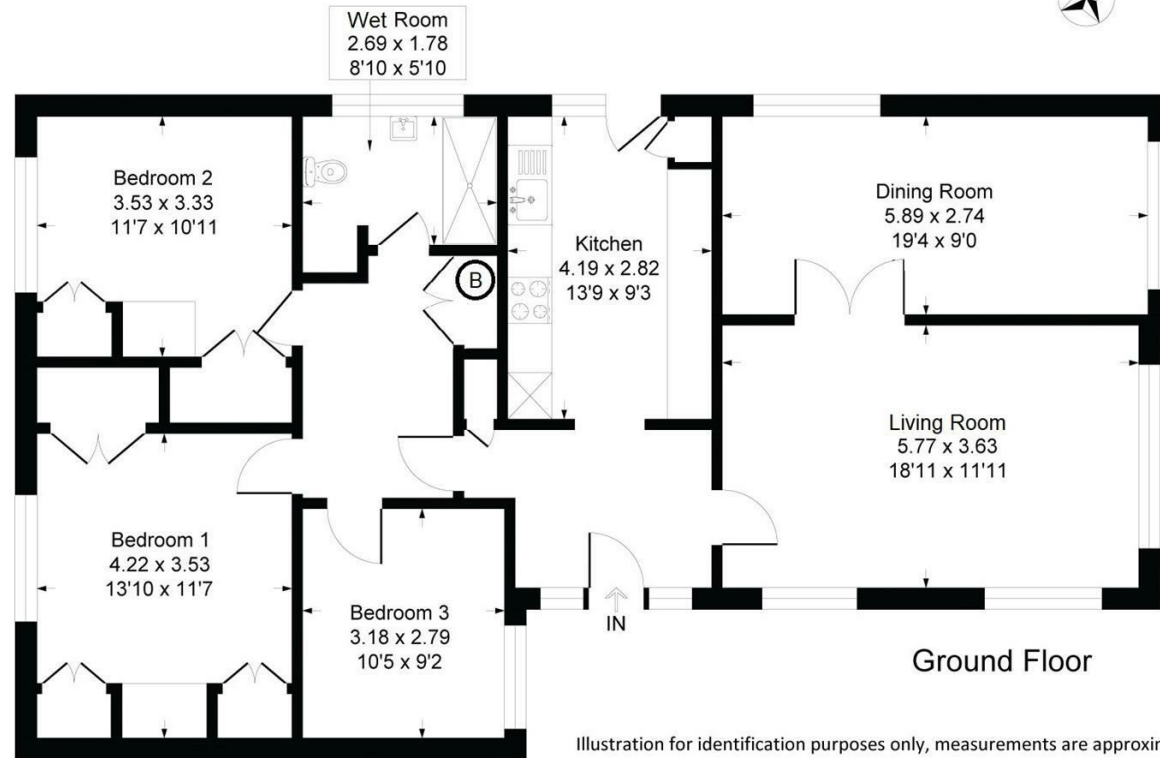 Wet Room
2.69 x 1.78
8'10 x 5'10
Bedroom 2
3.53 x 3.33
11'7 x 10'11
Dining Room
5.89 x 2.74
19'4 x 9'0
Kitchen
4.19 x 2.82
13'9 x 9'3
B
Living Room
5.77 x 3.63
18'11 x 11'11
Bedroom 1
4.22 x 3.53
13'10 x 11'7
Bedroom 3
3.18 x 2.79
10'5 x 9'2
IN
Ground Floor
Illustration for identification purposes only, measurements are approxi